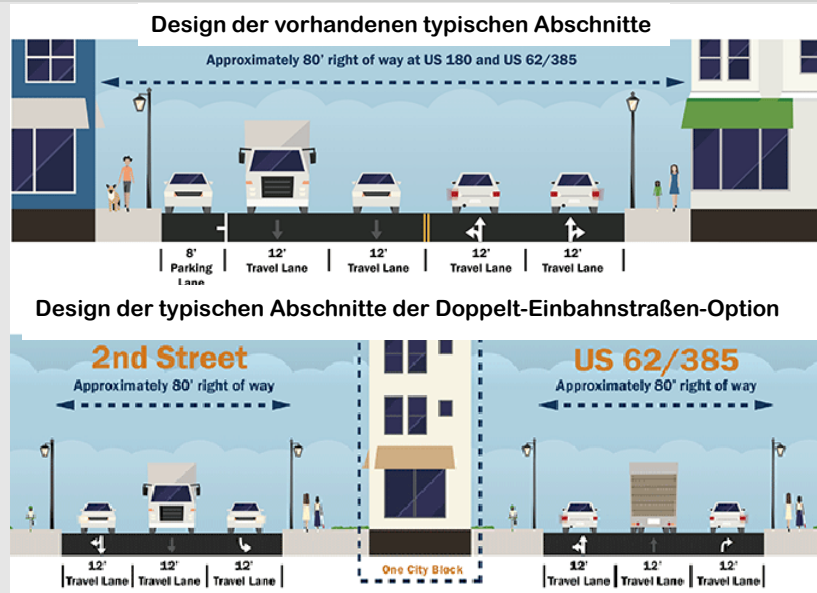 Design der vorhandenen typischen Abschnitte
Approximately 80' right of way at US 180 and US 62/385
8' Parking Lane
12' Travel Lane
12' Travel Lane
12' Travel Lane
12' Travel Lane
Design der typischen Abschnitte der Doppelt-Einbahnstraßen-Option
2nd Street
Approximately 80' right of way
12' Travel Lane
12' Travel Lane
12' Travel Lane
One City Block
US 62/385
Approximately 80' right of way
12' Travel Lane
12' Travel Lane
12' Travel Lane